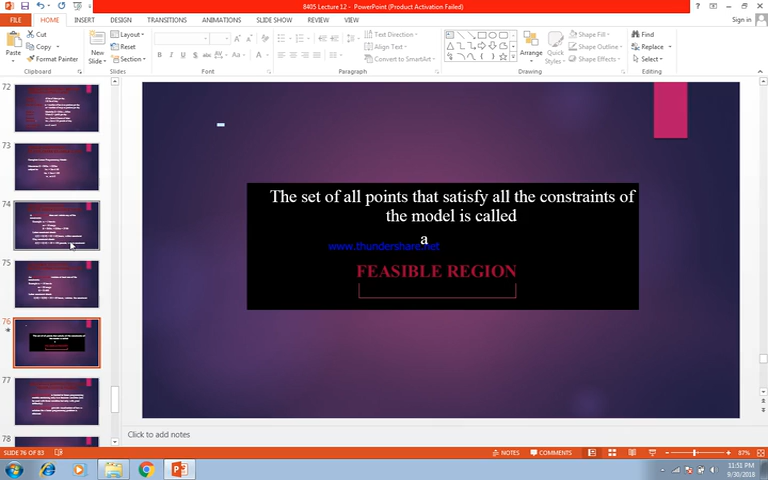 8405 Lecture 12 - PowerPoint (Product Activation Failed)
FILE HOME INSERT DESIGN TRANSITIONS ANIMATIONS SLIDE SHOW REVIEW VIEW Sign in
Cut
Copy
Format Painter
Paste
Clipboard
New
Slide
Layout
Reset
Section
Slides
Font
Text Direction
Align Text
Convert to SmartArt
Paragraph
Arrange
Quick
Styles
Shape Fill
Shape Outline
Shape Effects
Drawing
Find
Replace
Select
Editing
72
73
74
75
76
77
78
The set of all points that satisfy all the constraints of
the model is called
a
www.thundershare.net
FEASIBLE REGION
Click to add notes
SLIDE 76 OF 83 NOTES COMMENTS 87%
11:51 PM
9/30/2018